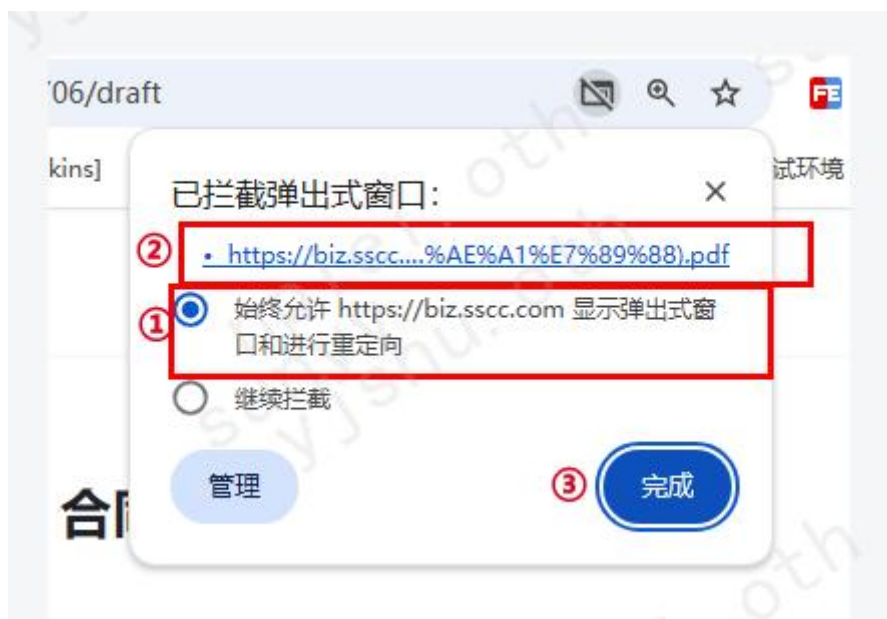 '06/draft
FE
kins]
试环境
已拦截弹出式窗口：
② • https://biz.sscc....%AE%A1%E7%89%88).pdf
① 始终允许 https://biz.sscc.com 显示弹出式窗
口和进行重定向
继续拦截
管理
③ 完成
合